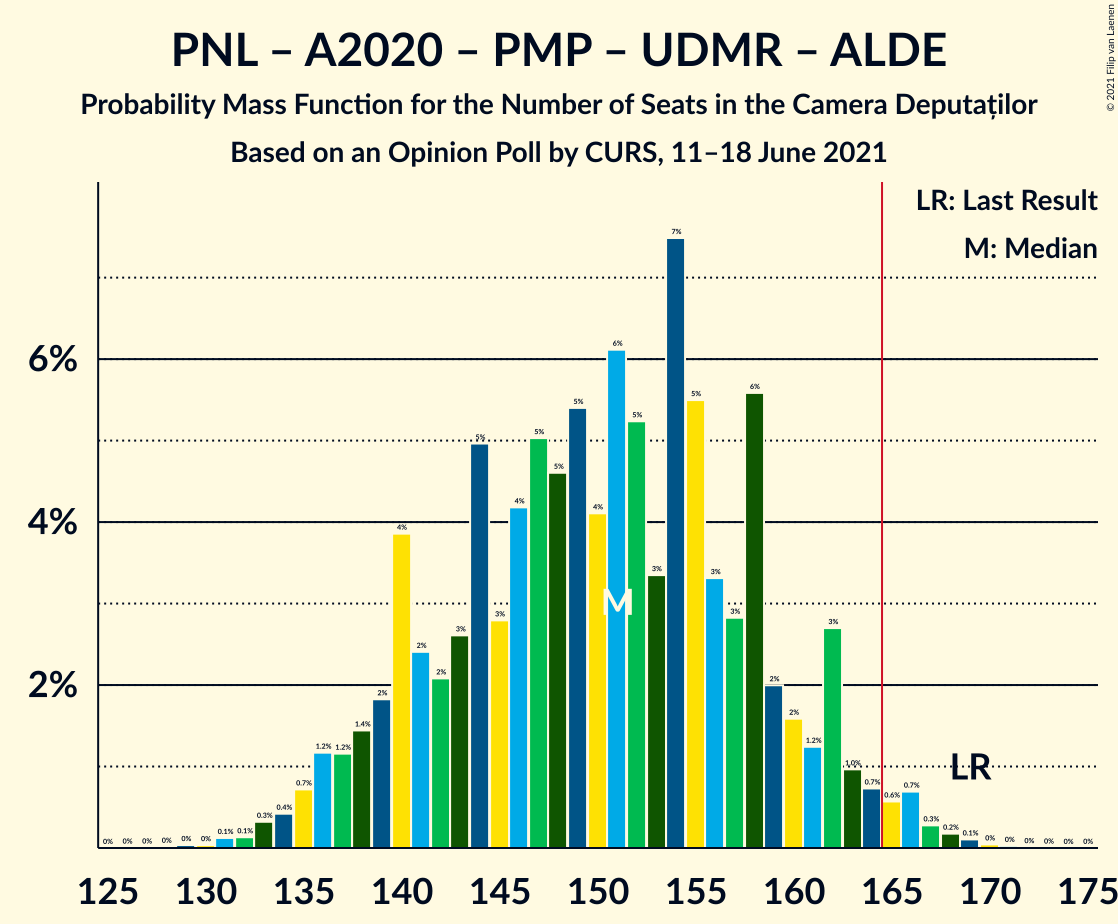 PNL – A2020 – PMP – UDMR – ALDE
Probability Mass Function for the Number of Seats in the Camera Deputaților
Based on an Opinion Poll by CURS, 11–18 June 2021
© 2021 Filip van Laenen
LR: Last Result
M: Median
6%
4%
2%
0% 0% 0% 0% 0% 0% 0.1% 0.1% 0.3% 0.4% 0.7% 1.2% 1.2% 1.4% 2% 4% 2% 2% 3% 5% 3% 4% 5% 5% 5% 4% 6% 5% 3% 7% 5% 3% 3% 6% 2% 2% 1.2% 3% 1.0% 0.7% 0.6% 0.7% 0.3% 0.2% 0.1% 0% 0% 0% 0% 0% 0%
M
LR
125 130 135 140 145 150 155 160 165 170 175